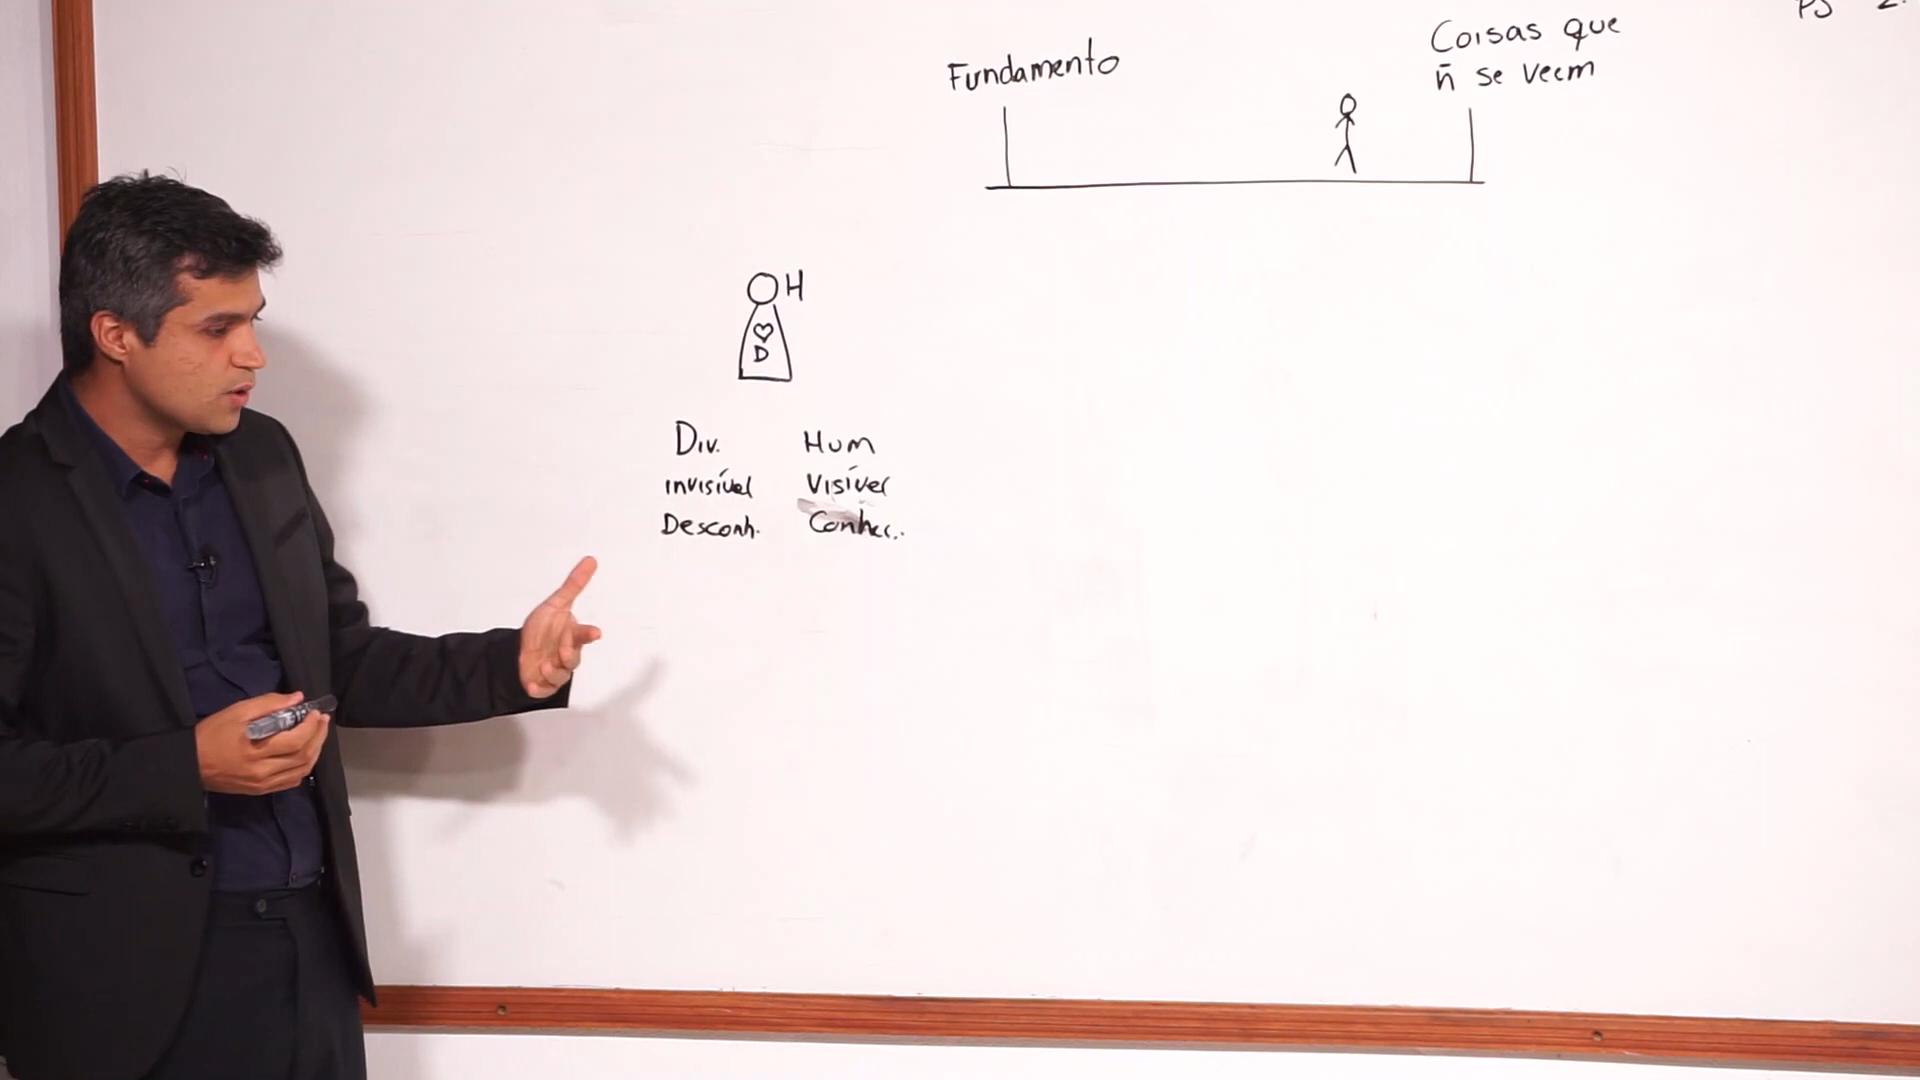 Fundamento
Coisas que
ñ se veem
H
D
Div. Hum
invisível Visível
Desconh. Conhec..